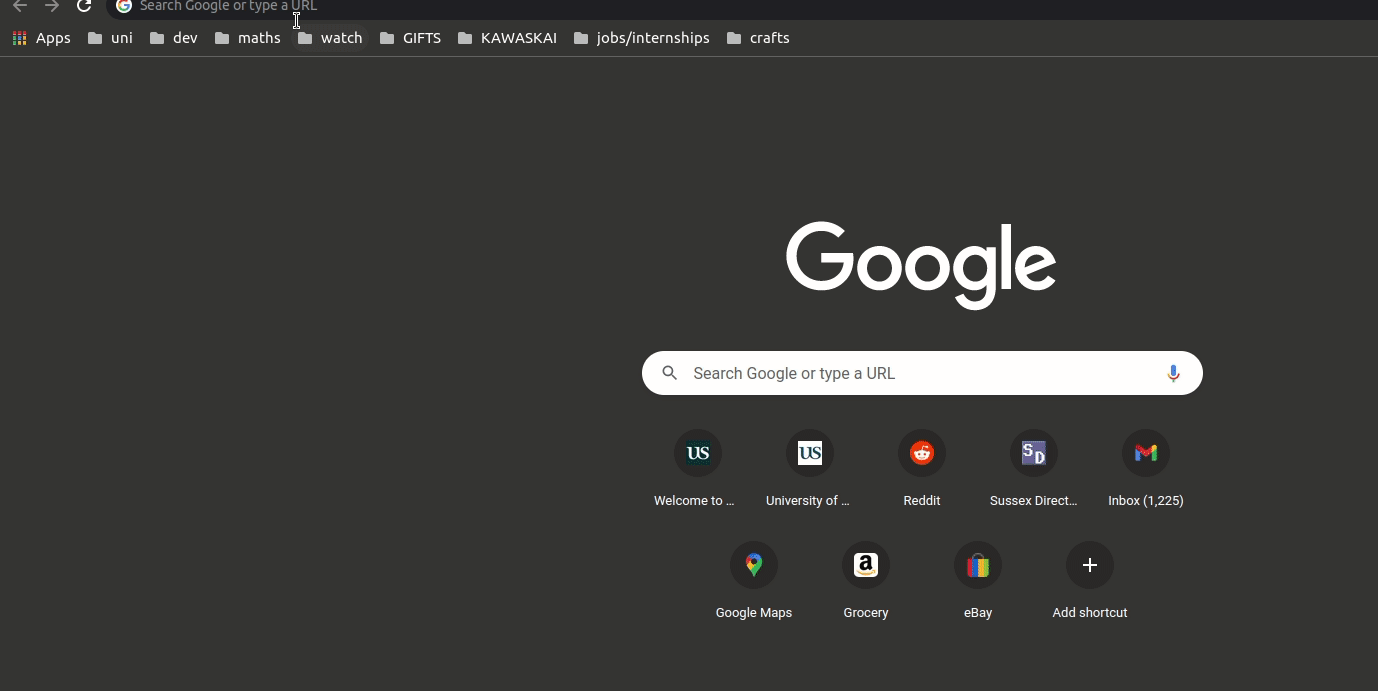 Search Google or type a URL
Apps uni dev maths watch GIFTS KAWASKAI jobs/internships crafts
Google
Search Google or type a URL
US US S D
Welcome to ... University of ... Reddit Sussex Direct... Inbox (1,225)
a
Google Maps Grocery eBay Add shortcut